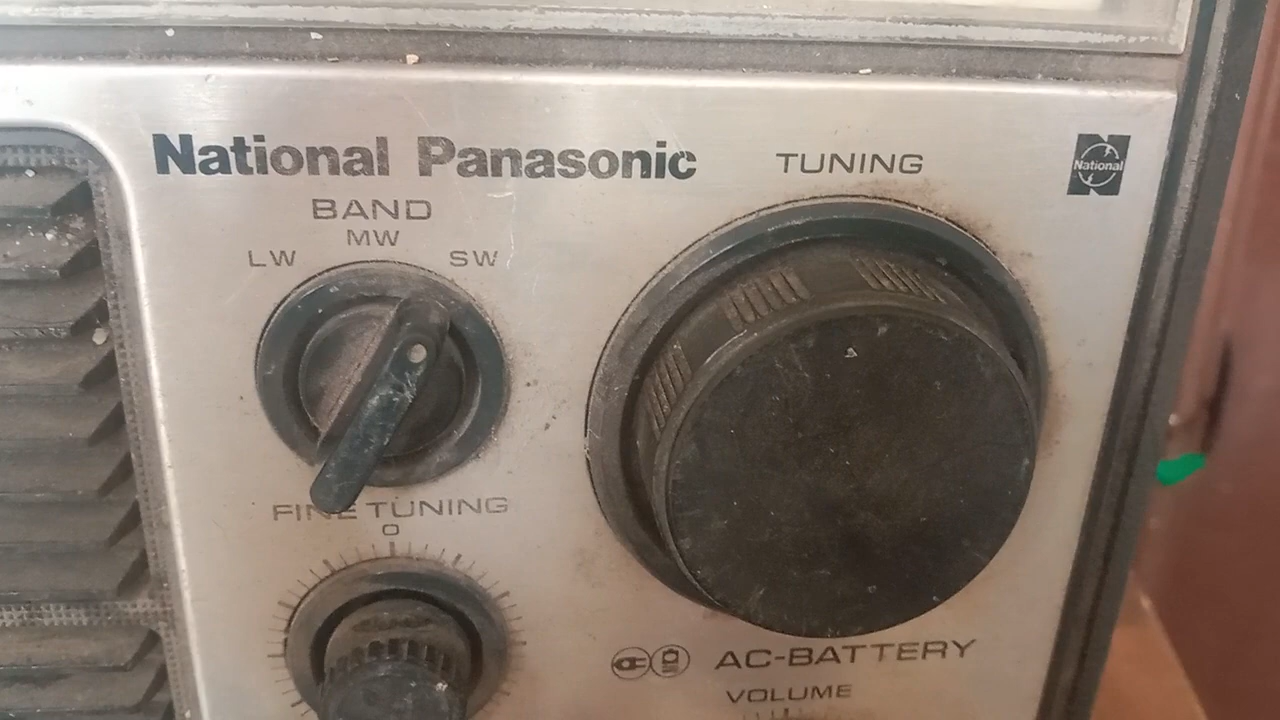 National Panasonic
TUNING
National
BAND
MW
LW
SW
FINE TUNING
0
AC-BATTERY
VOLUME